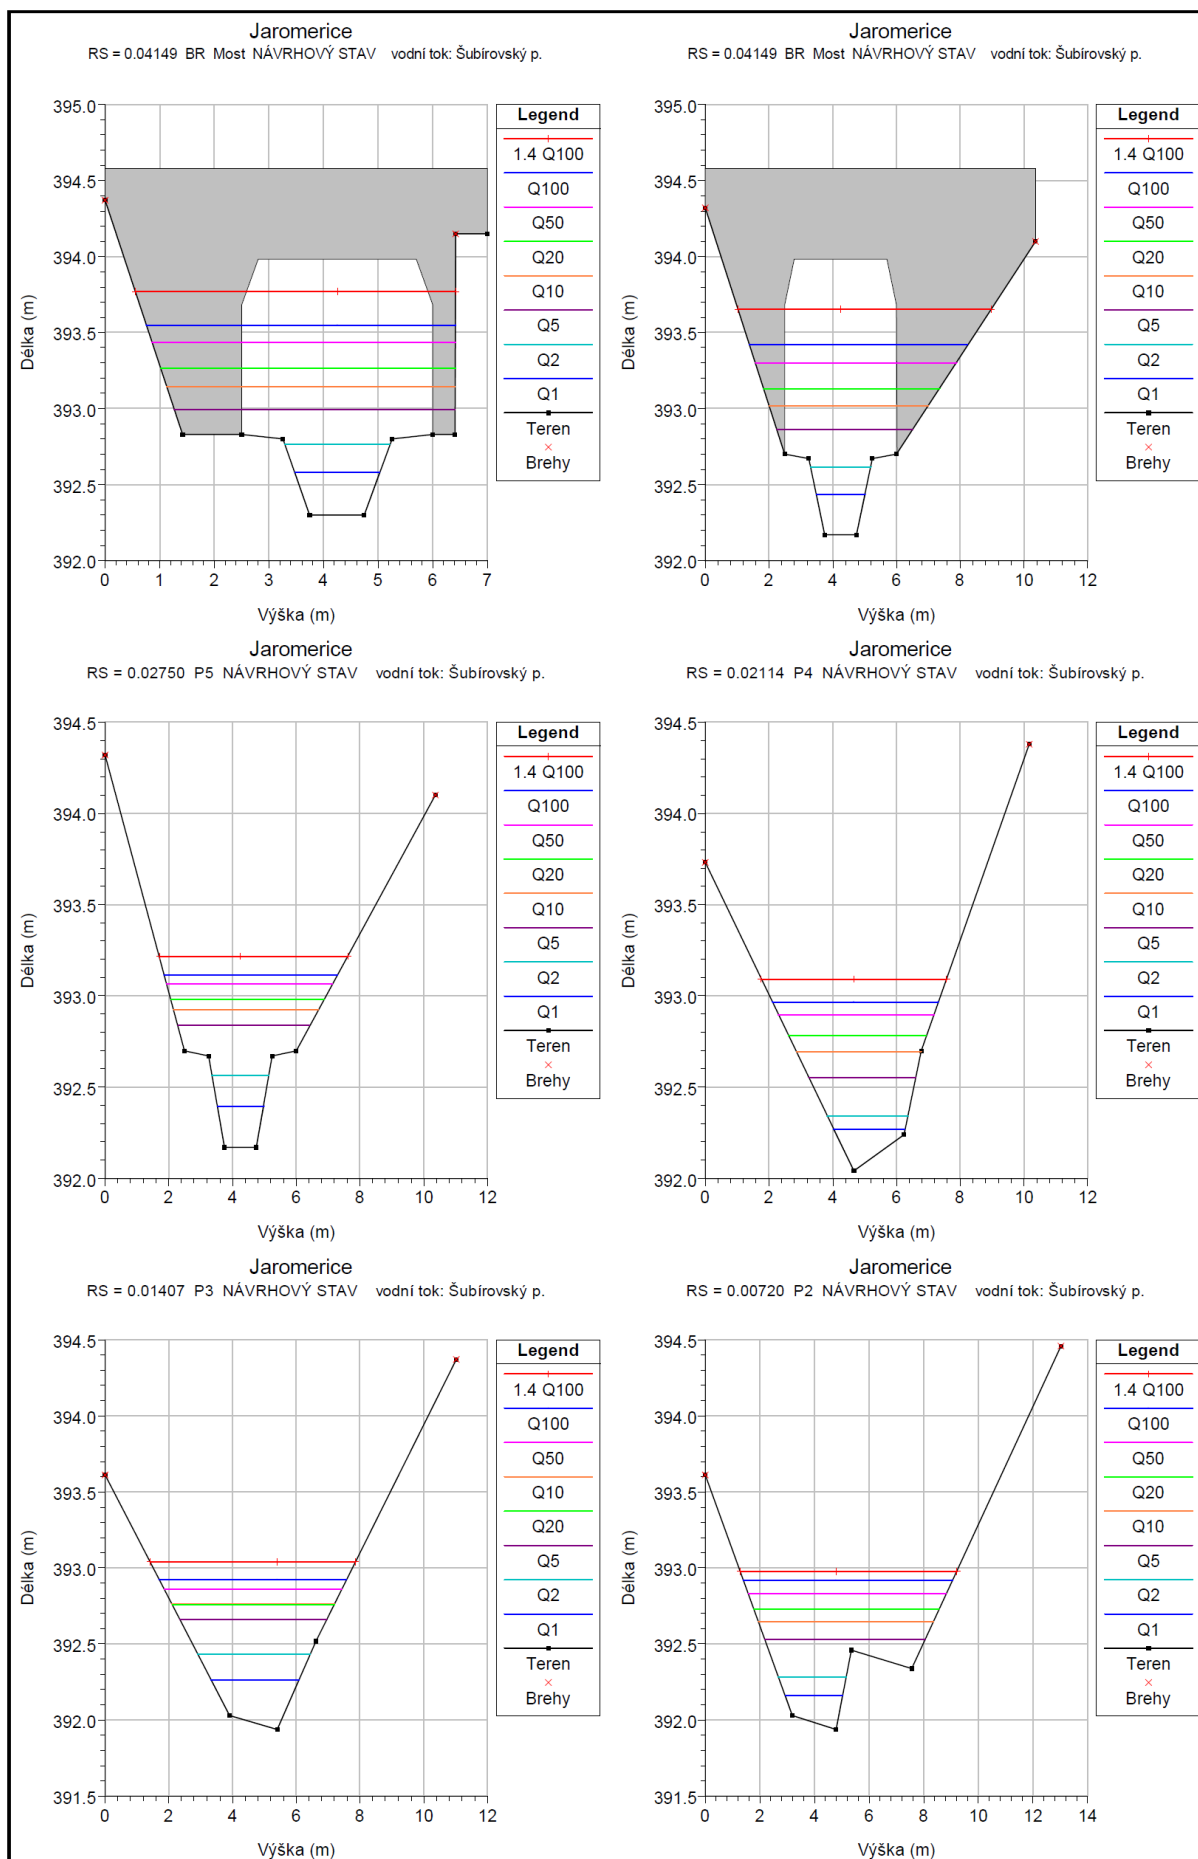 Jaromerice
RS = 0.04149 BR Most NÁVRHOVÝ STAV vodní tok: Šubírovský p.
395.0
394.5
394.0
393.5
393.0
392.5
392.0
Délka (m)
0 1 2 3 4 5 6 7
Výška (m)
Legend
1.4 Q100
Q100
Q50
Q20
Q10
Q5
Q2
Q1
Teren
Brehy
Jaromerice
RS = 0.04149 BR Most NÁVRHOVÝ STAV vodní tok: Šubírovský p.
395.0
394.5
394.0
393.5
393.0
392.5
392.0
Délka (m)
0 2 4 6 8 10 12
Výška (m)
Legend
1.4 Q100
Q100
Q50
Q20
Q10
Q5
Q2
Q1
Teren
Brehy
Jaromerice
RS = 0.02750 P5 NÁVRHOVÝ STAV vodní tok: Šubírovský p.
394.5
394.0
393.5
393.0
392.5
392.0
Délka (m)
0 2 4 6 8 10 12
Výška (m)
Legend
1.4 Q100
Q100
Q50
Q20
Q10
Q5
Q2
Q1
Teren
Brehy
Jaromerice
RS = 0.02114 P4 NÁVRHOVÝ STAV vodní tok: Šubírovský p.
394.5
394.0
393.5
393.0
392.5
392.0
Délka (m)
0 2 4 6 8 10 12
Výška (m)
Legend
1.4 Q100
Q100
Q50
Q20
Q10
Q5
Q2
Q1
Teren
Brehy
Jaromerice
RS = 0.01407 P3 NÁVRHOVÝ STAV vodní tok: Šubírovský p.
394.5
394.0
393.5
393.0
392.5
392.0
391.5
Délka (m)
0 2 4 6 8 10 12
Výška (m)
Legend
1.4 Q100
Q100
Q50
Q10
Q20
Q5
Q2
Q1
Teren
Brehy
Jaromerice
RS = 0.00720 P2 NÁVRHOVÝ STAV vodní tok: Šubírovský p.
394.5
394.0
393.5
393.0
392.5
392.0
391.5
Délka (m)
0 2 4 6 8 10 12 14
Výška (m)
Legend
1.4 Q100
Q100
Q50
Q20
Q10
Q5
Q2
Q1
Teren
Brehy